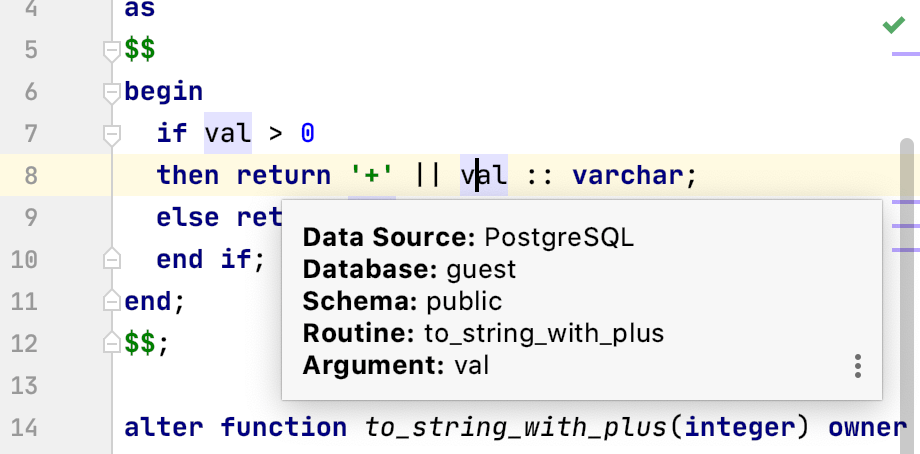 4 as
5 $$
6 begin
7 if val > 0
8 then return '+' || val :: varchar;
9 else ret
10 end if;
11 end;
12 $$;
13
14 alter function to_string_with_plus(integer) owner
Data Source: PostgreSQL
Database: guest
Schema: public
Routine: to_string_with_plus
Argument: val